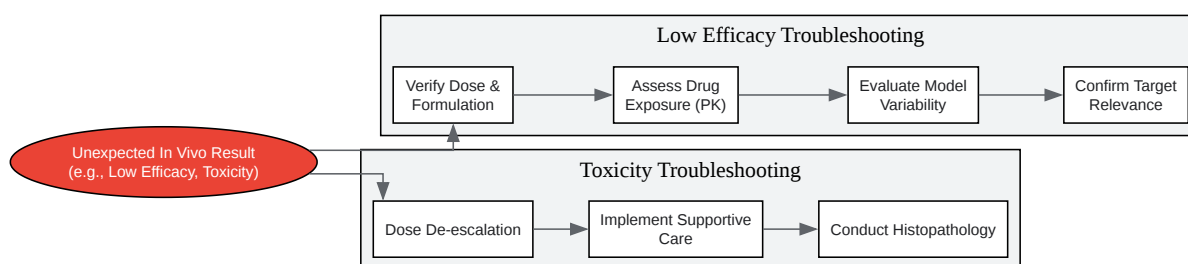 Low Efficacy Troubleshooting
Verify Dose &
Formulation
Assess Drug
Exposure (PK)
Evaluate Model
Variability
Confirm Target
Relevance
Unexpected In Vivo Result
(e.g., Low Efficacy, Toxicity)
Toxicity Troubleshooting
Dose De-escalation
Implement Supportive
Care
Conduct Histopathology